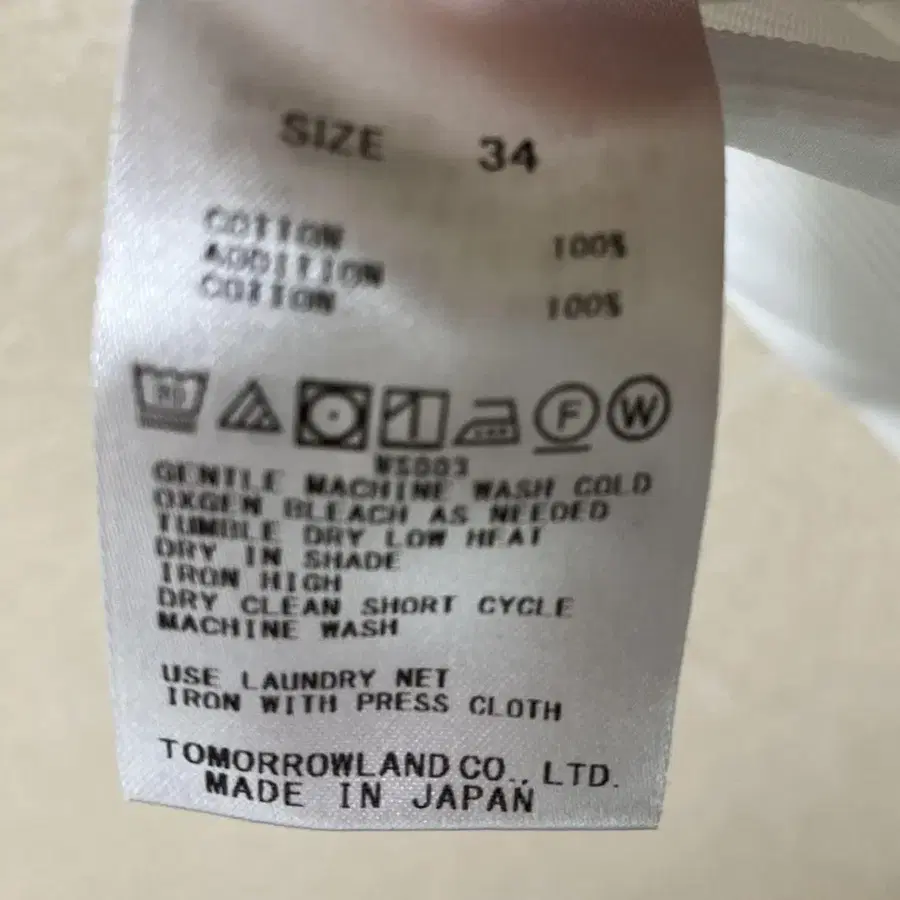 SIZE 34
COTTON 100%
ADDITION
COTTON 100%
F W
WS003
GENTLE MACHINE WASH COLD
OXGEN BLEACH AS NEEDED
TUMBLE DRY LOW HEAT
DRY IN SHADE
IRON HIGH
DRY CLEAN SHORT CYCLE
MACHINE WASH
USE LAUNDRY NET
IRON WITH PRESS CLOTH
TOMORROWLAND CO., LTD.
MADE IN JAPAN